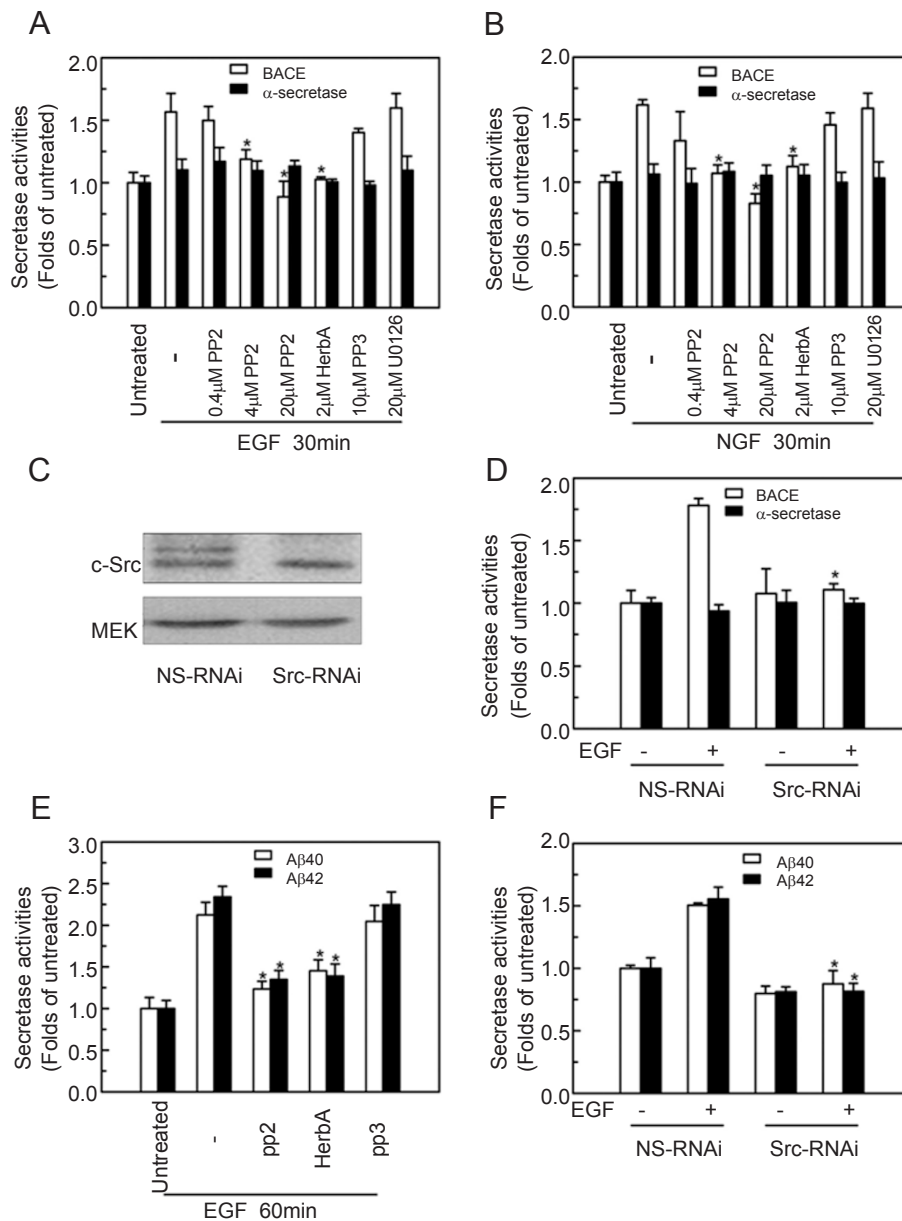 A
Secretase activities
(Folds of untreated)
2.0
1.5
1.0
0.5
0.0
BACE
α-secretase
*
*
*
Untreated
-
0.4μM PP2
4μM PP2
20μM PP2
2μM HerbA
10μM PP3
20μM U0126
EGF 30min
B
Secretase activities
(Folds of untreated)
2.0
1.5
1.0
0.5
0.0
BACE
α-secretase
*
*
*
Untreated
-
0.4μM PP2
4μM PP2
20μM PP2
2μM HerbA
10μM PP3
20μM U0126
NGF 30min
C
c-Src
MEK
NS-RNAi Src-RNAi
D
Secretase activities
(Folds of untreated)
2.0
1.5
1.0
0.5
0.0
BACE
α-secretase
*
EGF - + - +
NS-RNAi Src-RNAi
E
Secretase activities
(Folds of untreated)
3.0
2.5
2.0
1.5
1.0
0.5
0.0
Aβ40
Aβ42
* *
* *
Untreated
-
pp2
HerbA
pp3
EGF 60min
F
Secretase activities
(Folds of untreated)
2.0
1.5
1.0
0.5
0.0
Aβ40
Aβ42
* *
EGF - + - +
NS-RNAi Src-RNAi